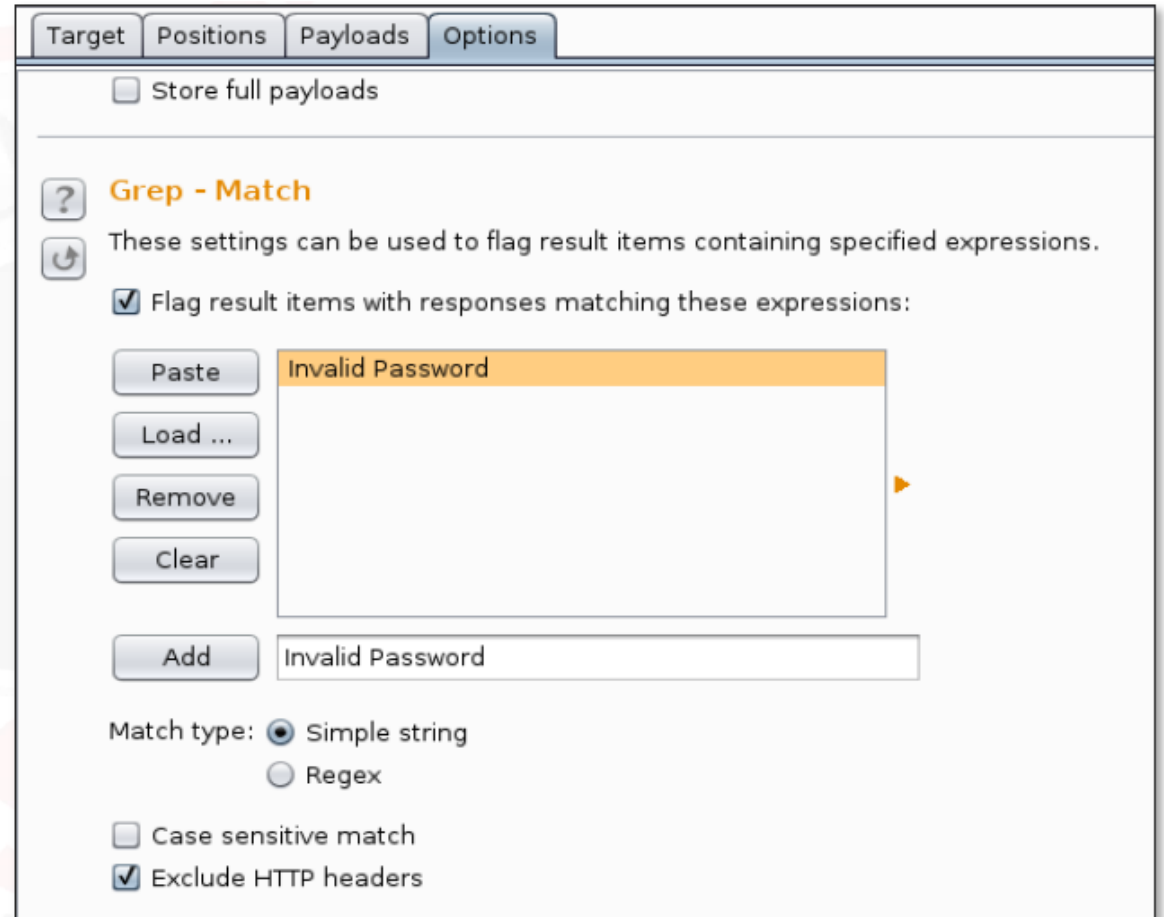 Target Positions Payloads Options
Store full payloads
? Grep - Match
These settings can be used to flag result items containing specified expressions.
Flag result items with responses matching these expressions:
Paste Invalid Password
Load ...
Remove
Clear
Add Invalid Password
Match type: Simple string
Regex
Case sensitive match
Exclude HTTP headers